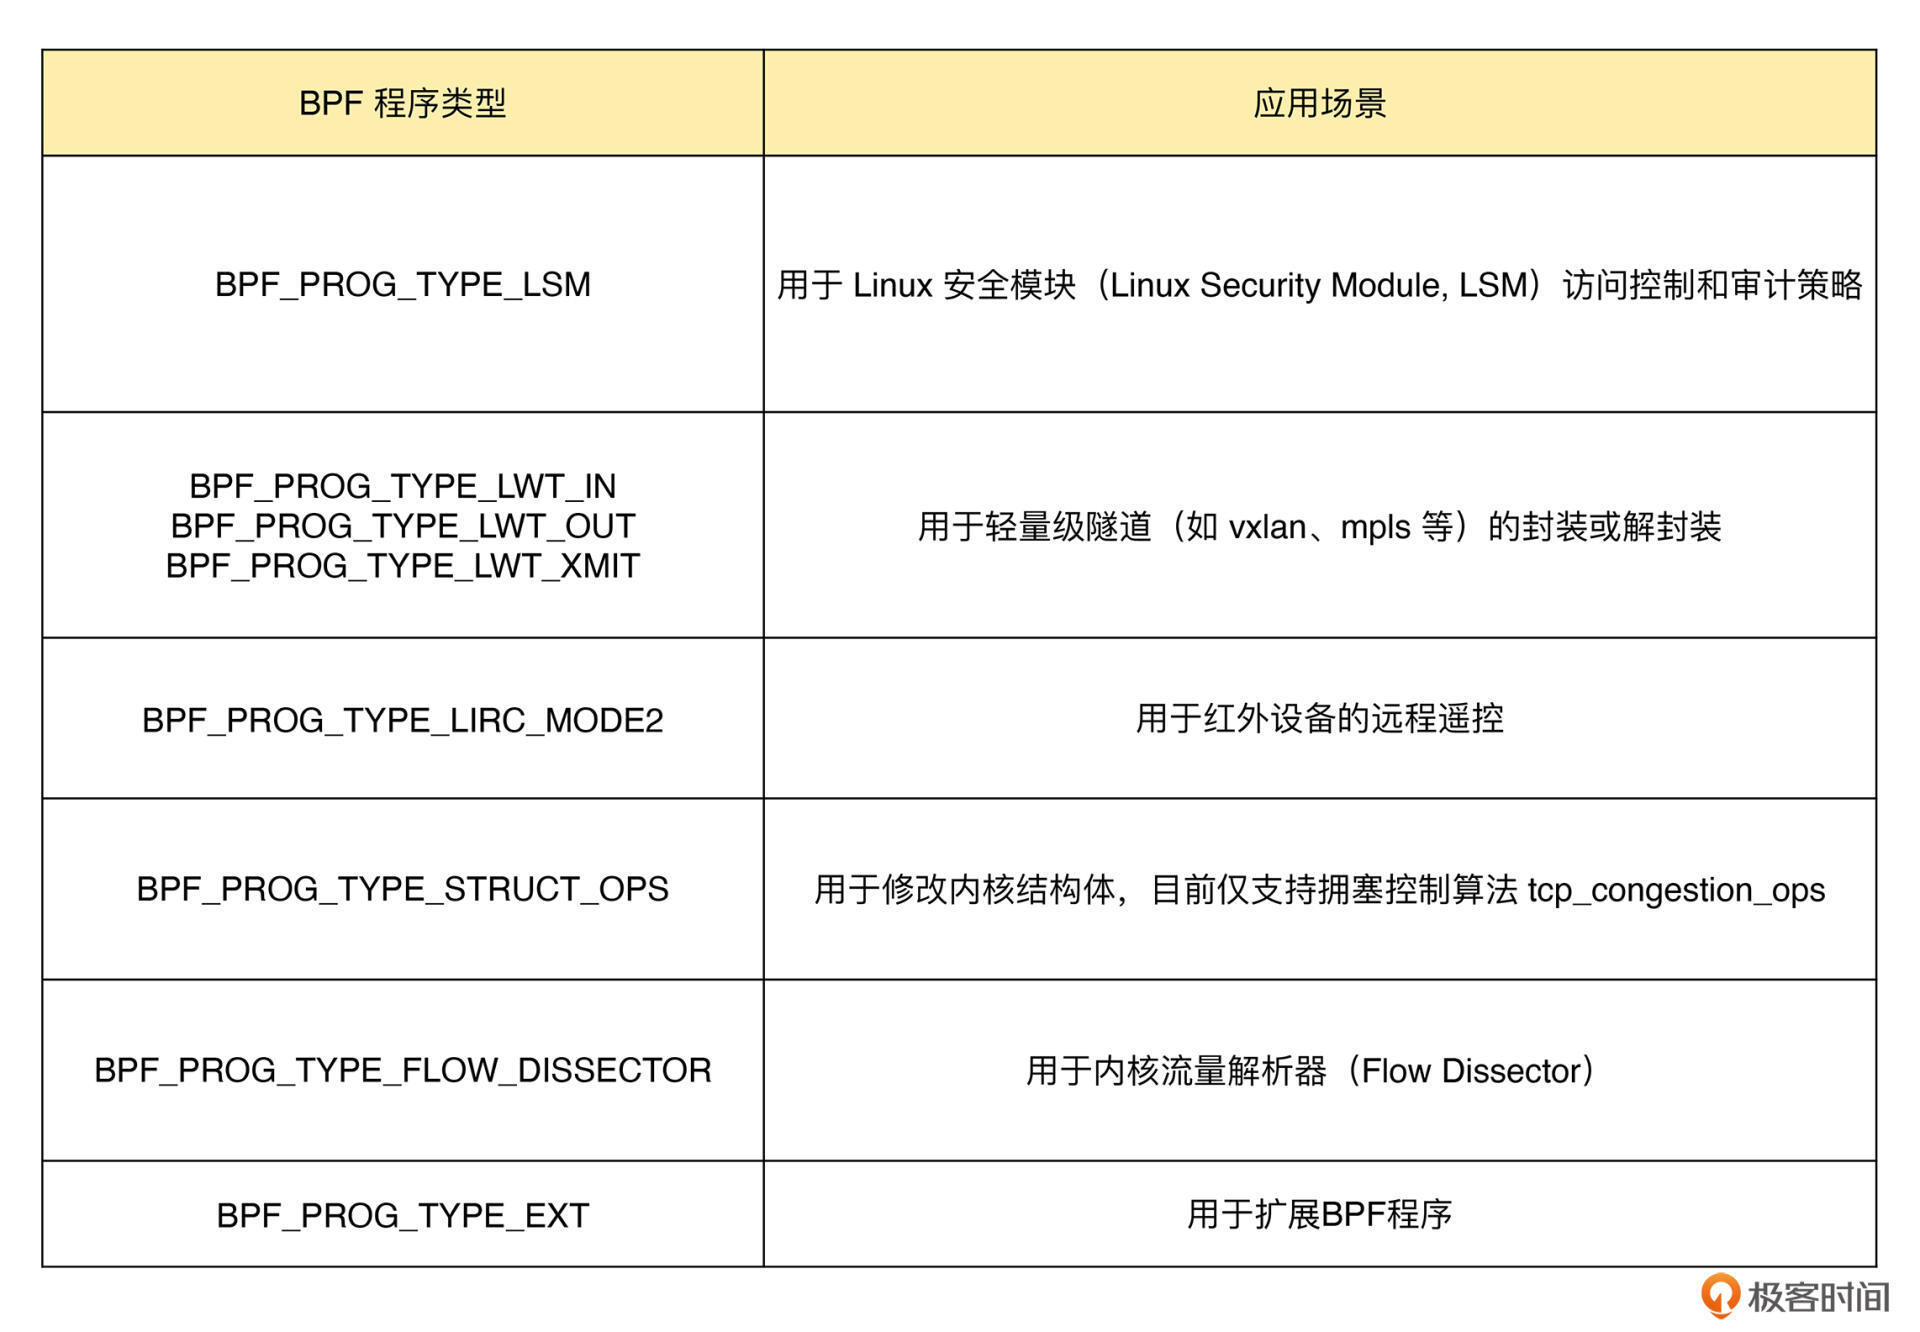 BPF 程序类型
应用场景
BPF_PROG_TYPE_LSM
用于 Linux 安全模块（Linux Security Module, LSM）访问控制和审计策略
BPF_PROG_TYPE_LWT_IN
BPF_PROG_TYPE_LWT_OUT
BPF_PROG_TYPE_LWT_XMIT
用于轻量级隧道（如 vxlan、mpls 等）的封装或解封装
BPF_PROG_TYPE_LIRC_MODE2
用于红外设备的远程遥控
BPF_PROG_TYPE_STRUCT_OPS
用于修改内核结构体，目前仅支持拥塞控制算法 tcp_congestion_ops
BPF_PROG_TYPE_FLOW_DISSECTOR
用于内核流量解析器（Flow Dissector）
BPF_PROG_TYPE_EXT
用于扩展BPF程序
极客时间